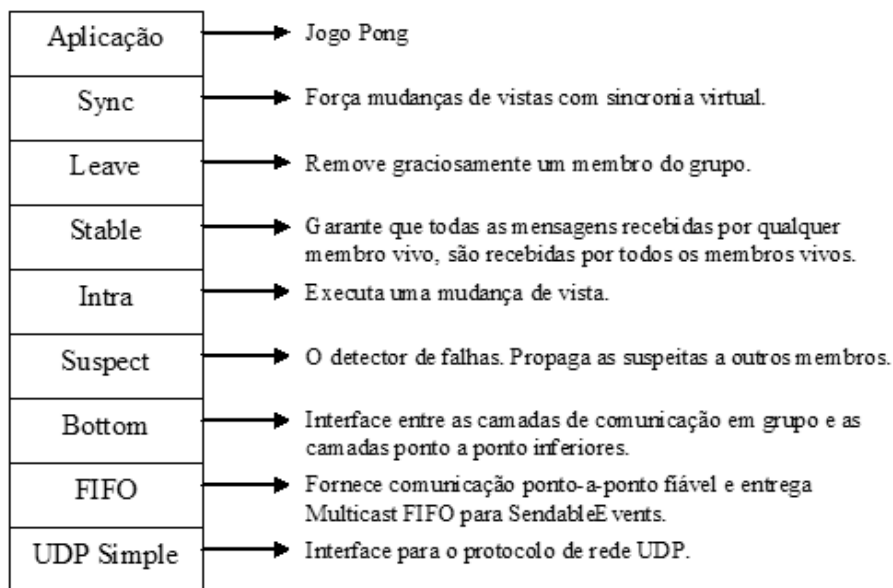 Aplicação
Jogo Pong
Sync
Força mudanças de vistas com sincronia virtual.
Leave
Remove graciosamente um membro do grupo.
Stable
Garante que todas as mensagens recebidas por qualquer
membro vivo, são recebidas por todos os membros vivos.
Intra
Executa uma mudança de vista.
Suspect
O detector de falhas. Propaga as suspeitas a outros membros.
Bottom
Interface entre as camadas de comunicação em grupo e as
camadas ponto a ponto inferiores.
FIFO
Fornece comunicação ponto-a-ponto fiável e entrega
Multicast FIFO para SendableEvents.
UDP Simple
Interface para o protocolo de rede UDP.